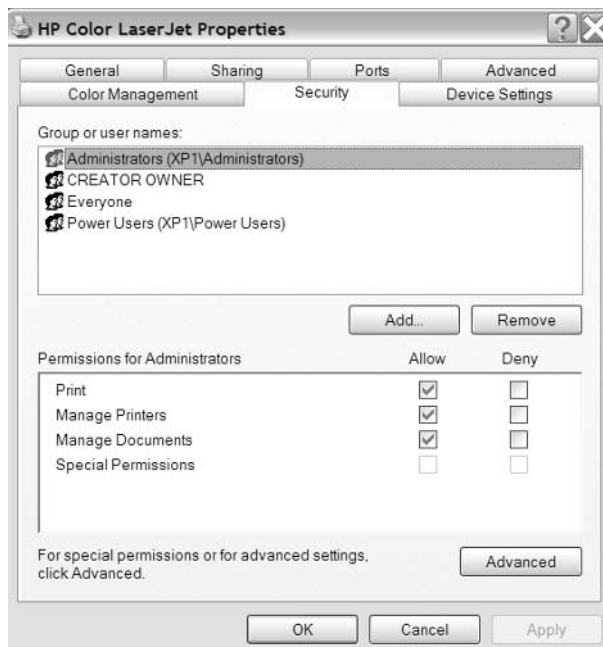 HP Color LaserJet Properties
General Sharing Ports Advanced
Color Management Security Device Settings
Group or user names:
Administrators (XP1\Administrators)
CREATOR OWNER
Everyone
Power Users (XP1\Power Users)
Add... Remove
Permissions for Administrators Allow Deny
Print
Manage Printers
Manage Documents
Special Permissions
For special permissions or for advanced settings,
click Advanced.
Advanced
OK Cancel Apply